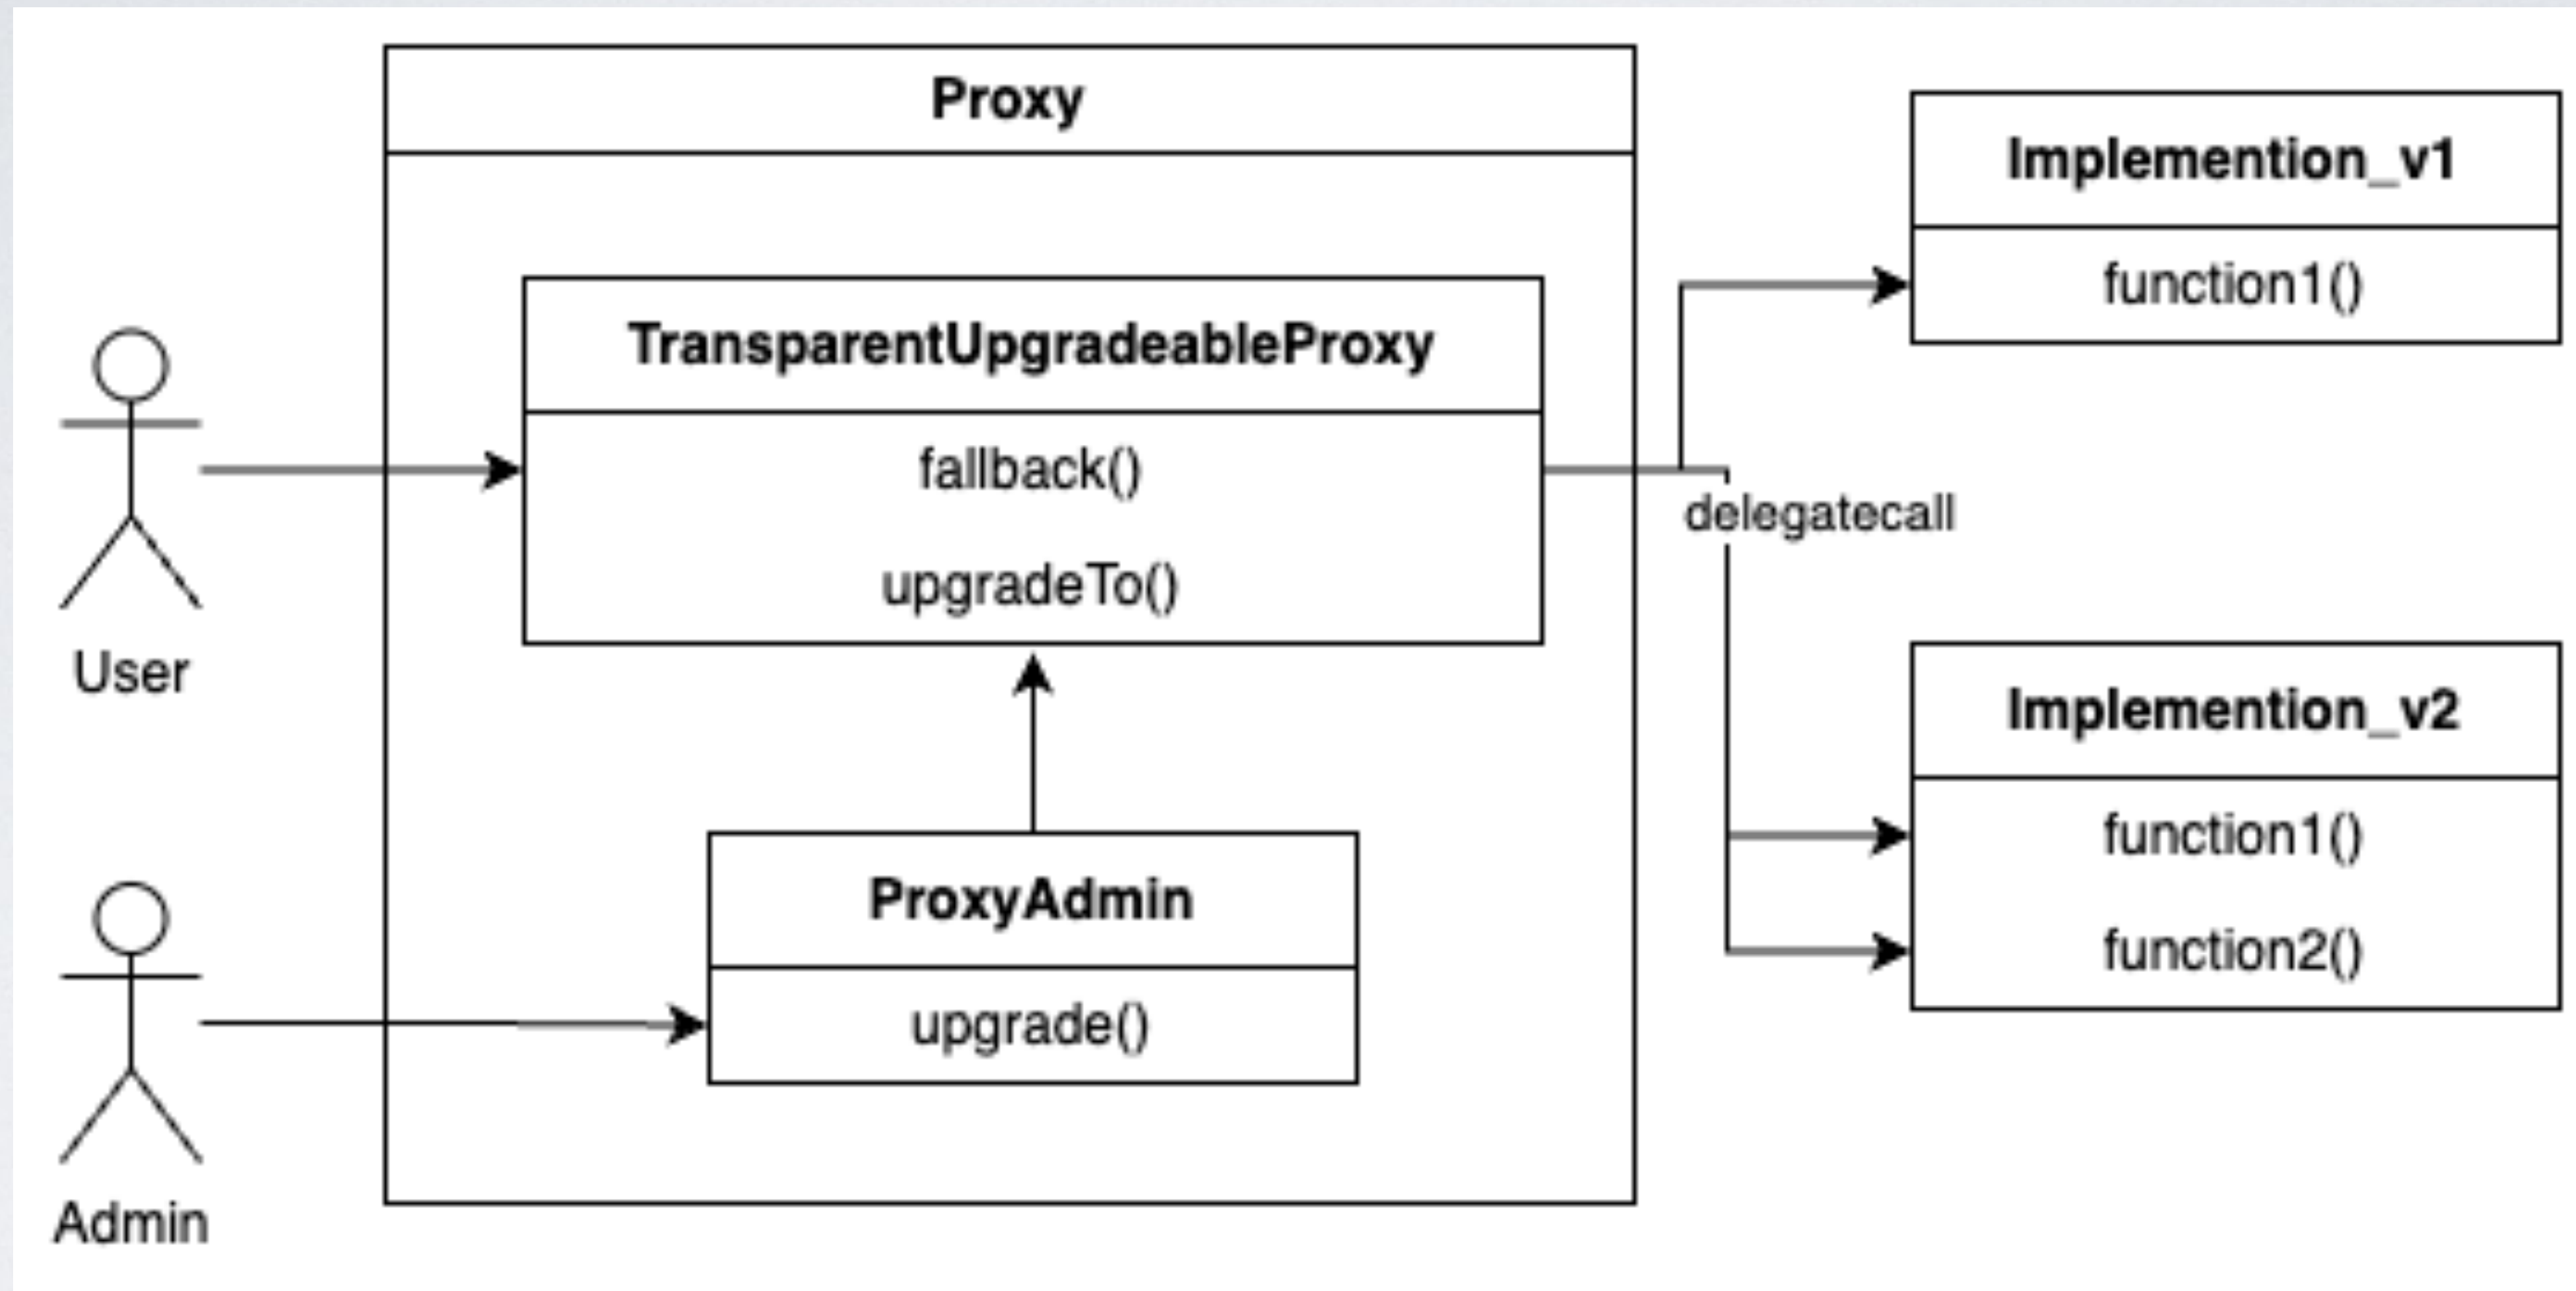 Proxy
TransparentUpgradeableProxy
fallback()
upgradeTo()
ProxyAdmin
upgrade()
User
Admin
delegatecall
Implemention_v1
function1()
Implemention_v2
function1()
function2()